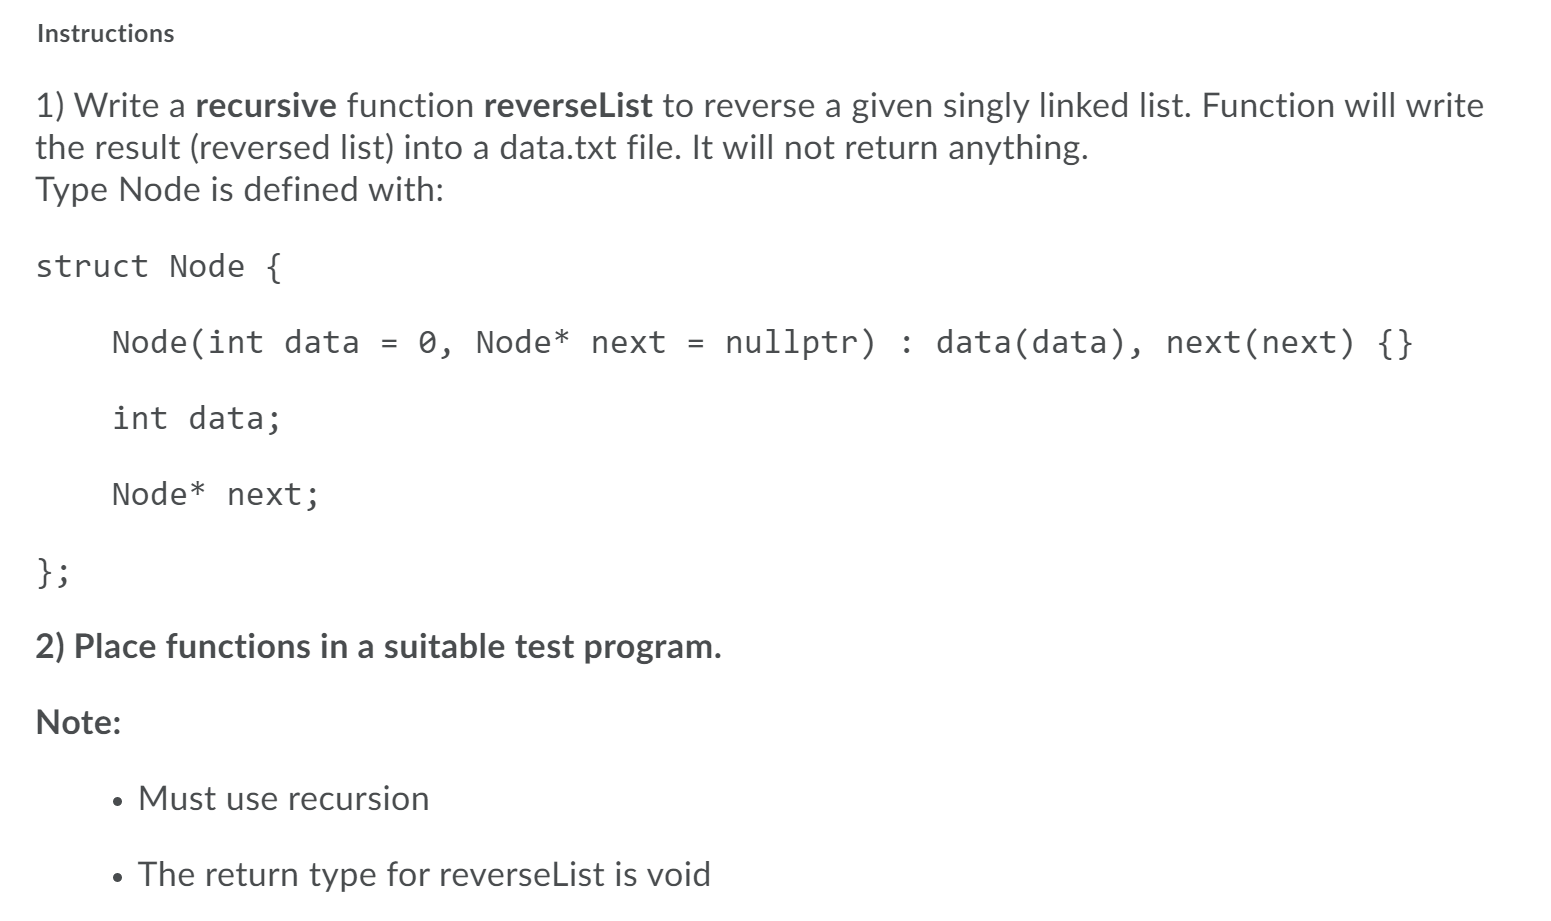 Instructions
1) Write a recursive function reverseList to reverse a given singly linked list. Function will write
the result (reversed list) into a data.txt file. It will not return anything.
Type Node is defined with:
struct Node {
Node(int data = 0, Node* next = nullptr) : data(data), next(next) {}
int data;
Node* next;
};
2) Place functions in a suitable test program.
Note:
• Must use recursion
• The return type for reverseList is void